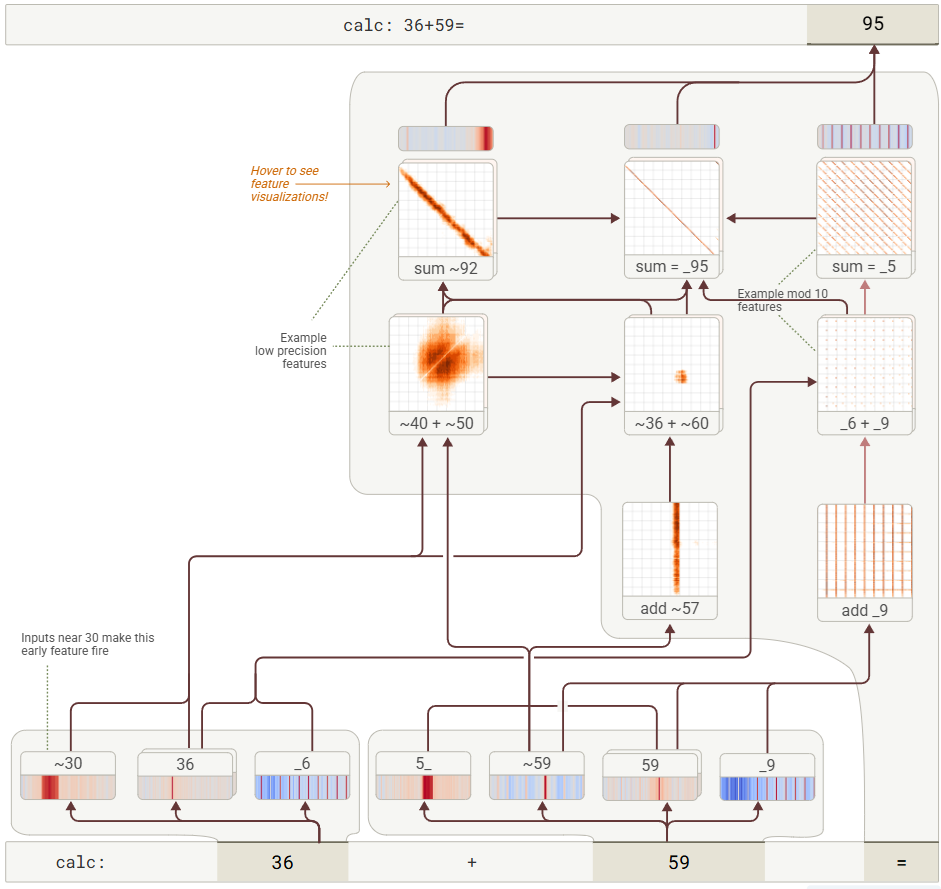 calc: 36+59=
95
Hover to see
feature
visualizations!
sum ~92
sum = _95
sum = _5
Example mod 10
features
Example
low precision
features
~40 + ~50
~36 + ~60
_6 + _9
add ~57
add _9
Inputs near 30 make this
early feature fire
~30
36
_6
5_
~59
59
_9
calc:
36
+
59
=